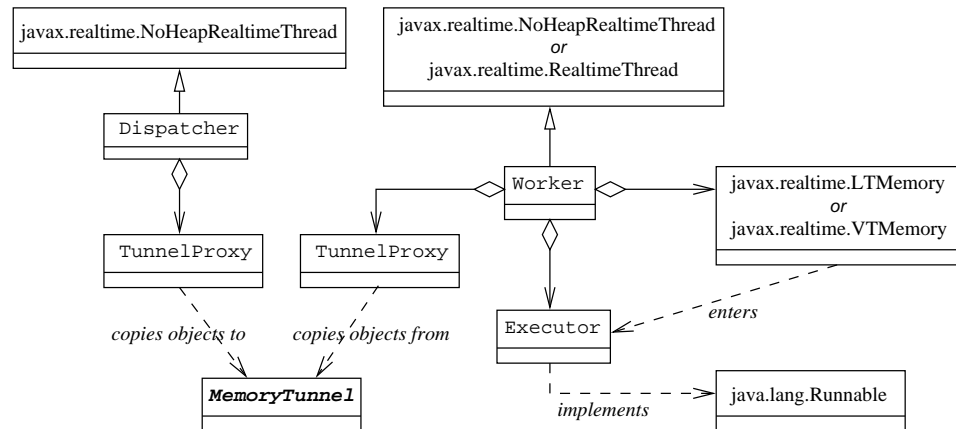 javax.realtime.NoHeapRealtimeThread
javax.realtime.NoHeapRealtimeThread
or
javax.realtime.RealtimeThread
Dispatcher
Worker
javax.realtime.LTMemory
or
javax.realtime.VTMemory
TunnelProxy
TunnelProxy
copies objects to
copies objects from
Executor
enters
MemoryTunnel
implements
java.lang.Runnable